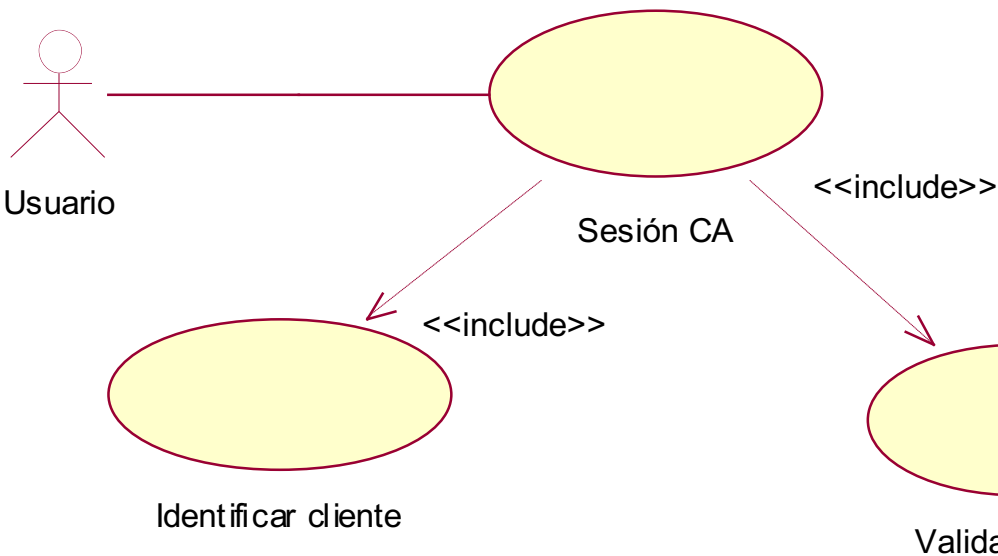 Usuario
<<include>>
Sesión CA
<<include>>
Identificar cliente